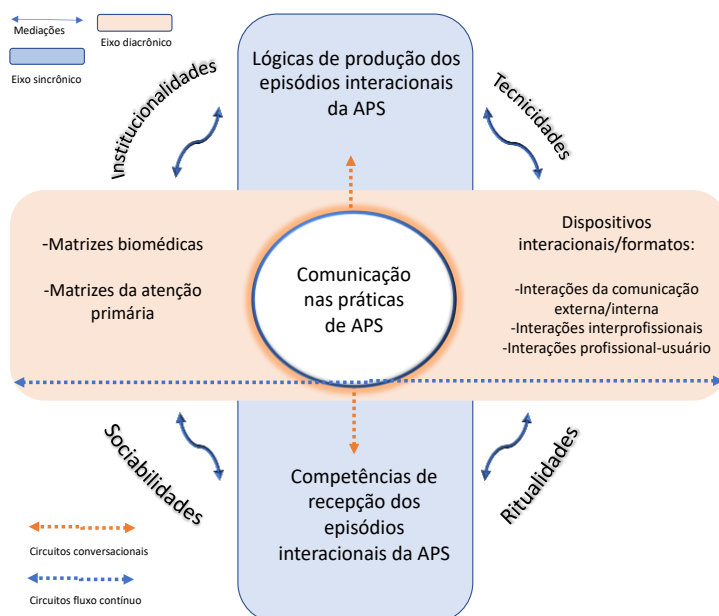 Mediações
Eixo diacrônico
Eixo sincrônico
Lógicas de produção dos
episódios interacionais
da APS
Institucionalidades
Tecnicidades
-Matrizes biomédicas
-Matrizes da atenção
primária
Comunicação
nas práticas
de APS
Dispositivos
interacionais/formatos:
-Interações da comunicação
externa/interna
-Interações interprofissionais
-Interações profissional-usuário
Sociabilidades
Ritualidades
Competências de
recepção dos
episódios
interacionais da APS
Circuitos conversacionais
Circuitos fluxo contínuo